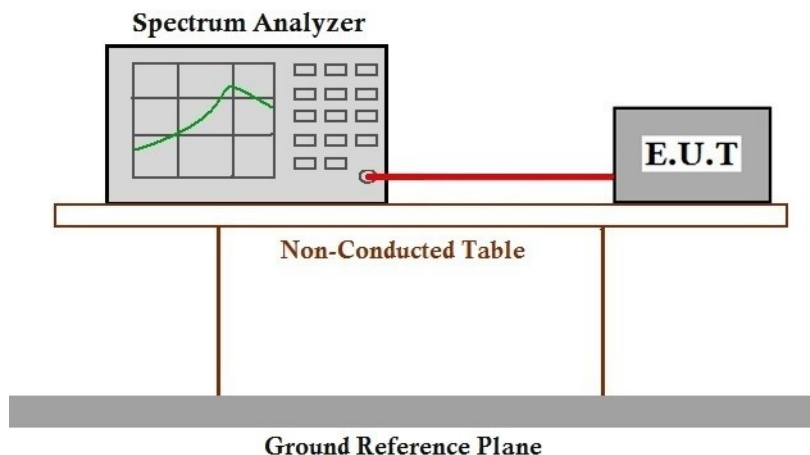 Spectrum Analyzer
E.U.T
Non-Conducted Table
Ground Reference Plane